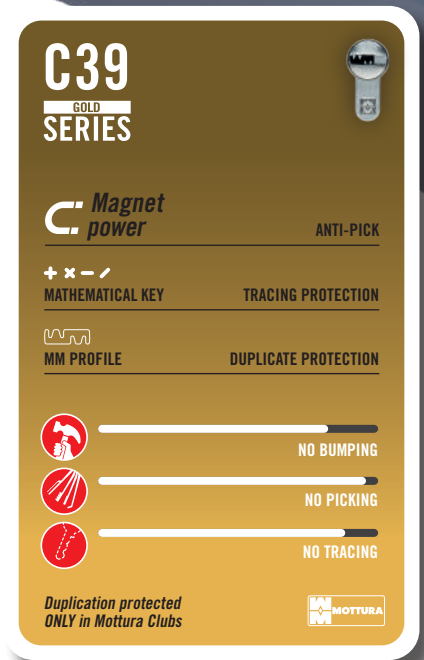 C39
GOLD
SERIES
Magnet
power
ANTI-PICK
MATHEMATICAL KEY TRACING PROTECTION
MM PROFILE DUPLICATE PROTECTION
NO BUMPING
NO PICKING
NO TRACING
Duplication protected
ONLY in Mottura Clubs
MOTTURA